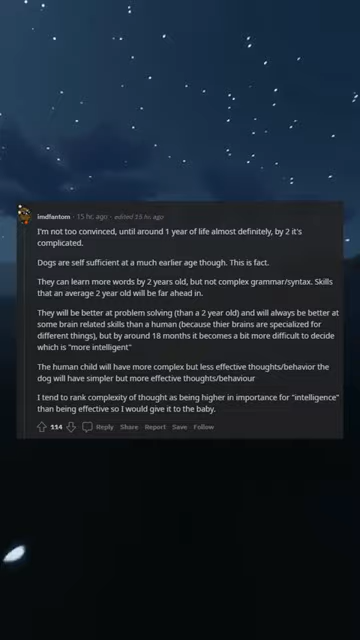 imdfantom · 15 hr. ago · edited 15 hr. ago
I'm not too convinced, until around 1 year of life almost definitely, by 2 it's
complicated.
Dogs are self sufficient at a much earlier age though. This is fact.
They can learn more words by 2 years old, but not complex grammar/syntax. Skills
that an average 2 year old will be far ahead in.
They will be better at problem solving (than a 2 year old) and will always be better at
some brain related skills than a human (because thier brains are specialized for
different things), but by around 18 months it becomes a bit more difficult to decide
which is "more intelligent"
The human child will have more complex but less effective thoughts/behavior the
dog will have simpler but more effective thoughts/behaviour
I tend to rank complexity of thought as being higher in importance for "intelligence"
than being effective so I would give it to the baby.
114 Reply Share Report Save Follow